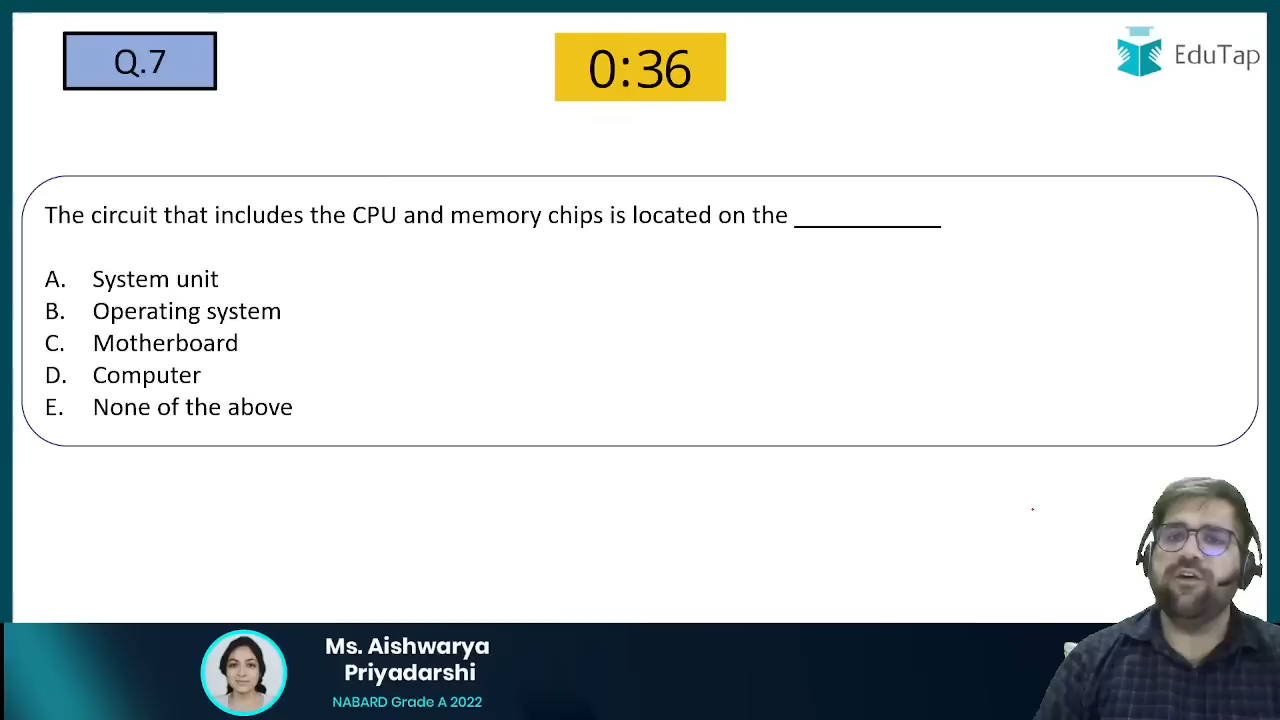 Q.7
0:36
EduTap
The circuit that includes the CPU and memory chips is located on the ____________
A. System unit
B. Operating system
C. Motherboard
D. Computer
E. None of the above
Ms. Aishwarya
Priyadarshi
NABARD Grade A 2022